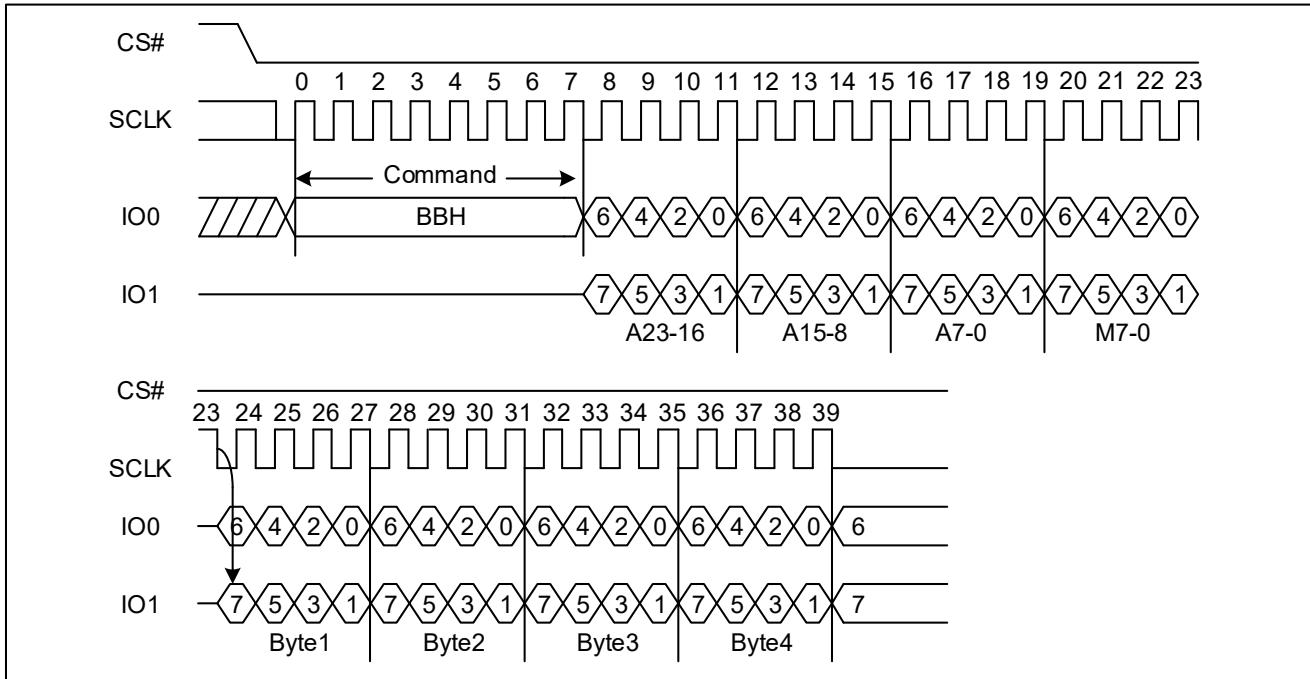 CS#
0 1 2 3 4 5 6 7 8 9 10 11 12 13 14 15 16 17 18 19 20 21 22 23
SCLK
Command
IO0 BBH 6 4 2 0 6 4 2 0 6 4 2 0 6 4 2 0
IO1 7 5 3 1 7 5 3 1 7 5 3 1 7 5 3 1
A23-16 A15-8 A7-0 M7-0
CS#
23 24 25 26 27 28 29 30 31 32 33 34 35 36 37 38 39
SCLK
IO0 6 4 2 0 6 4 2 0 6 4 2 0 6 4 2 0 6
IO1 7 5 3 1 7 5 3 1 7 5 3 1 7 5 3 1 7
Byte1 Byte2 Byte3 Byte4